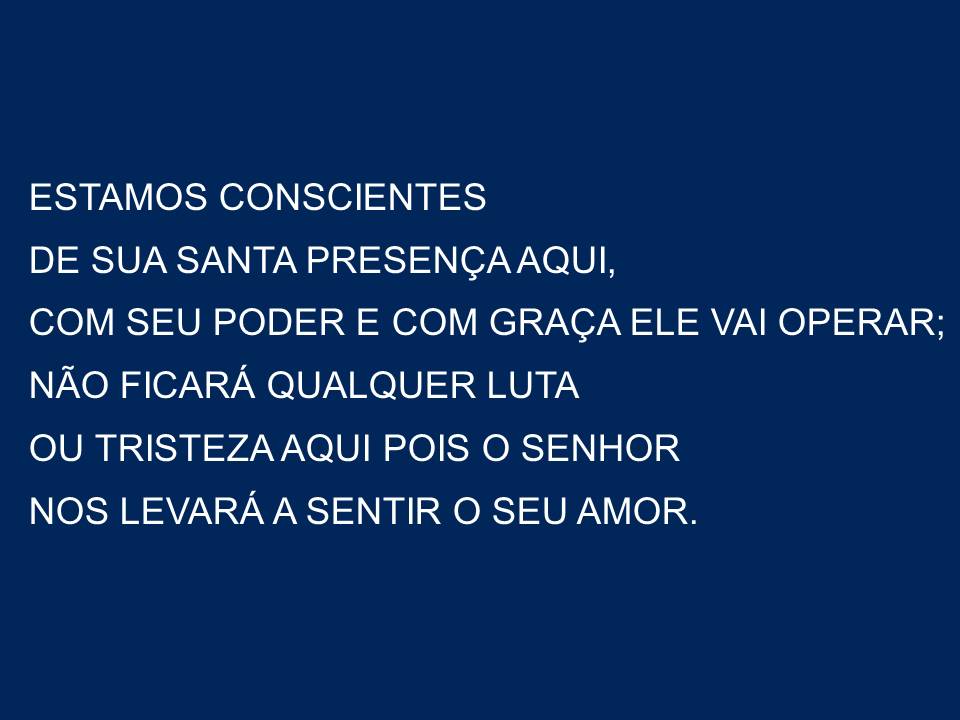 ESTAMOS CONSCIENTES
DE SUA SANTA PRESENÇA AQUI,
COM SEU PODER E COM GRAÇA ELE VAI OPERAR;
NÃO FICARÁ QUALQUER LUTA
OU TRISTEZA AQUI POIS O SENHOR
NOS LEVARÁ A SENTIR O SEU AMOR.